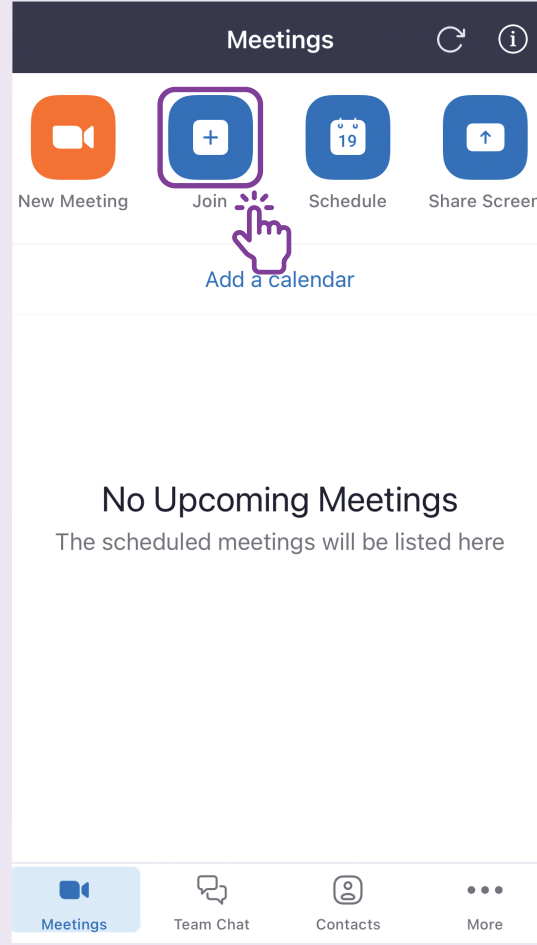 Meetings
New Meeting
Join
19
Schedule
Share Screen
Add a calendar
No Upcoming Meetings
The scheduled meetings will be listed here
Meetings
Team Chat
Contacts
More